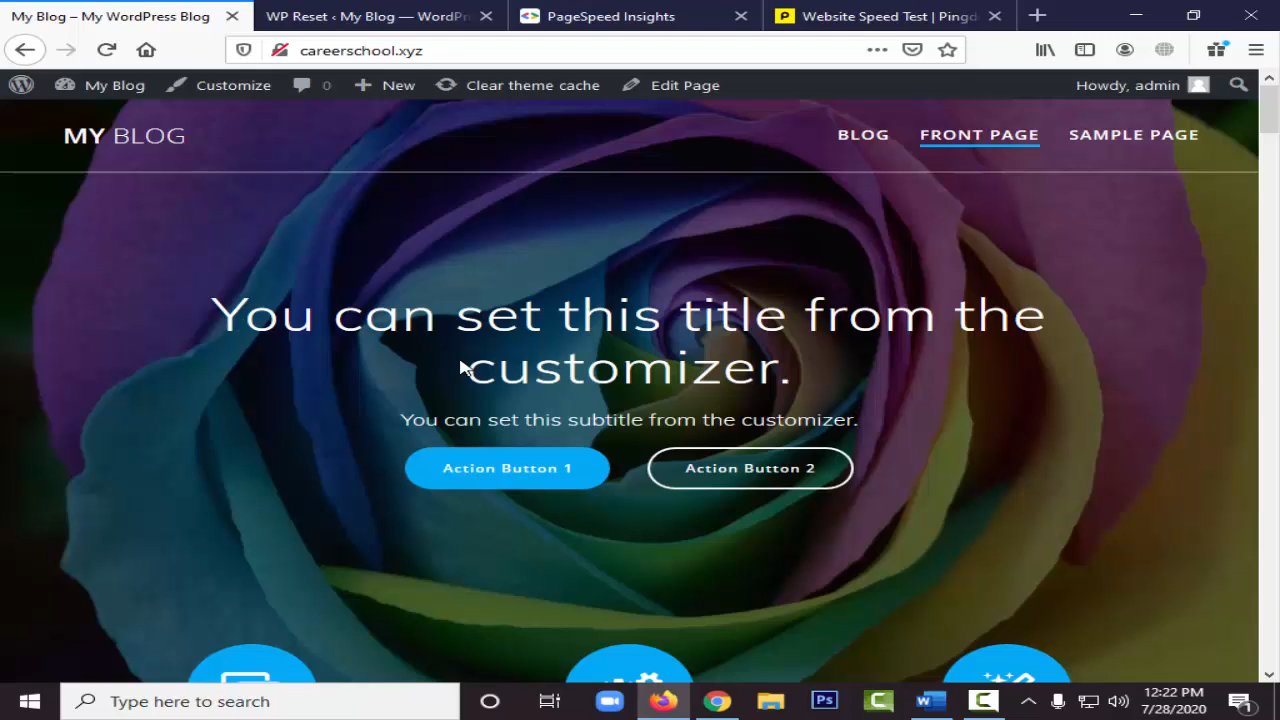 My Blog – My WordPress Blog
WP Reset ‹ My Blog — WordPr
PageSpeed Insights
Website Speed Test | Pingd
careerschool.xyz
My Blog
Customize
0
New
Clear theme cache
Edit Page
Howdy, admin
MY BLOG
BLOG
FRONT PAGE
SAMPLE PAGE
You can set this title from the
customizer.
You can set this subtitle from the customizer.
Action Button 1
Action Button 2
Type here to search
Ps
12:22 PM
7/28/2020
1